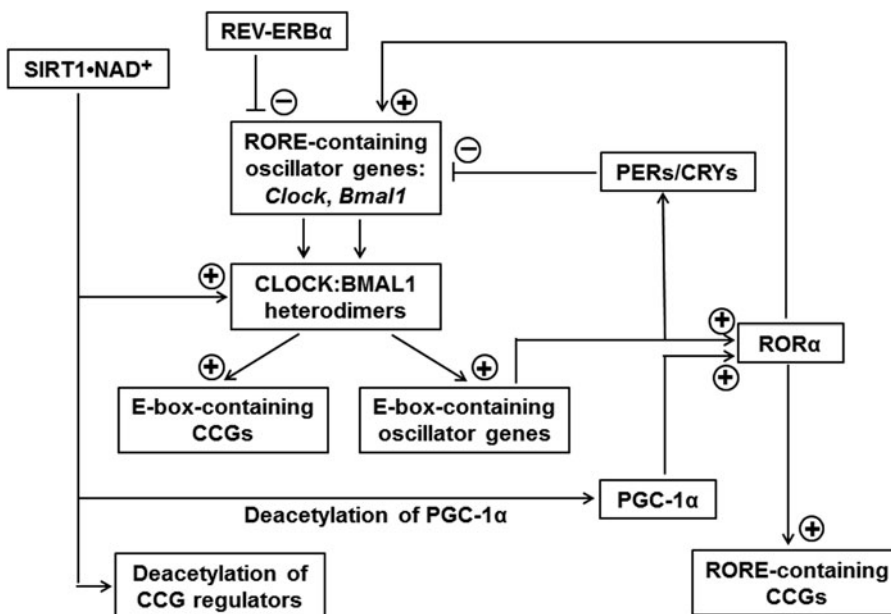 REV-ERBα
SIRT1•NAD⁺
−
+
RORE-containing
oscillator genes:
Clock, Bmal1
−
PERs/CRYs
+
CLOCK:BMAL1
heterodimers
+
RORα
+
+
+
E-box-containing
CCGs
E-box-containing
oscillator genes
Deacetylation of PGC-1α
PGC-1α
+
Deacetylation of
CCG regulators
RORE-containing
CCGs